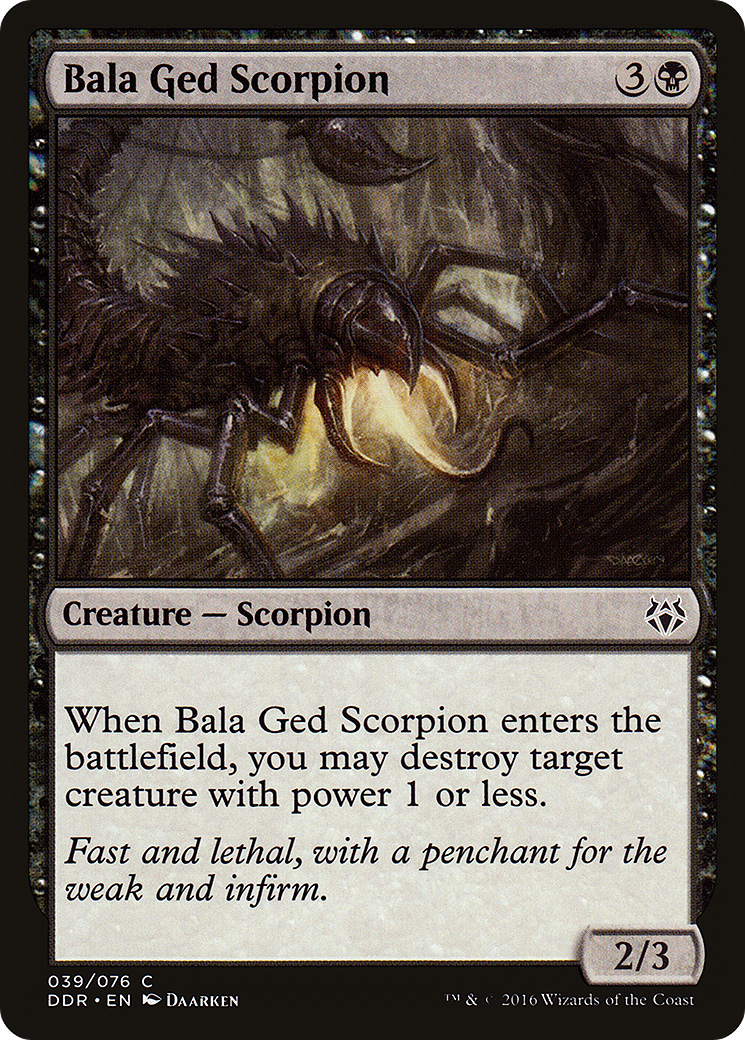 Bala Ged Scorpion 3
Creature — Scorpion
When Bala Ged Scorpion enters the
battlefield, you may destroy target
creature with power 1 or less.
Fast and lethal, with a penchant for the
weak and infirm.
2/3
039/076 C
DDR • EN Daarken
™ & © 2016 Wizards of the Coast